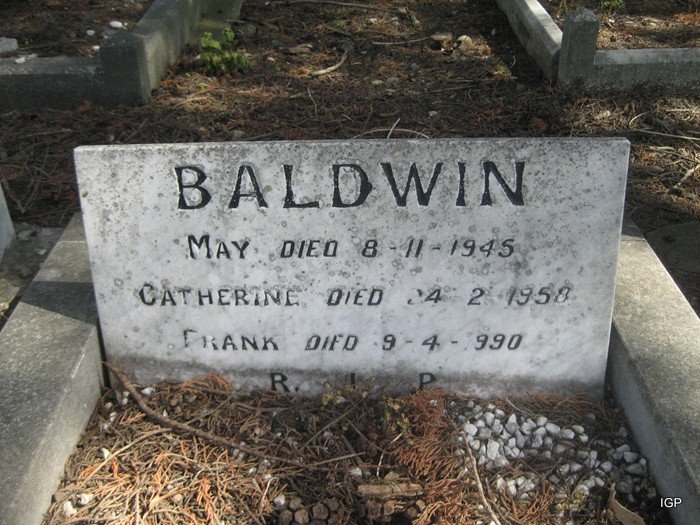 BALDWIN
MAY DIED 8-11-1945
CATHERINE DIED 24 2 1958
FRANK DIED 9-4- 990
R. I. P
IGP